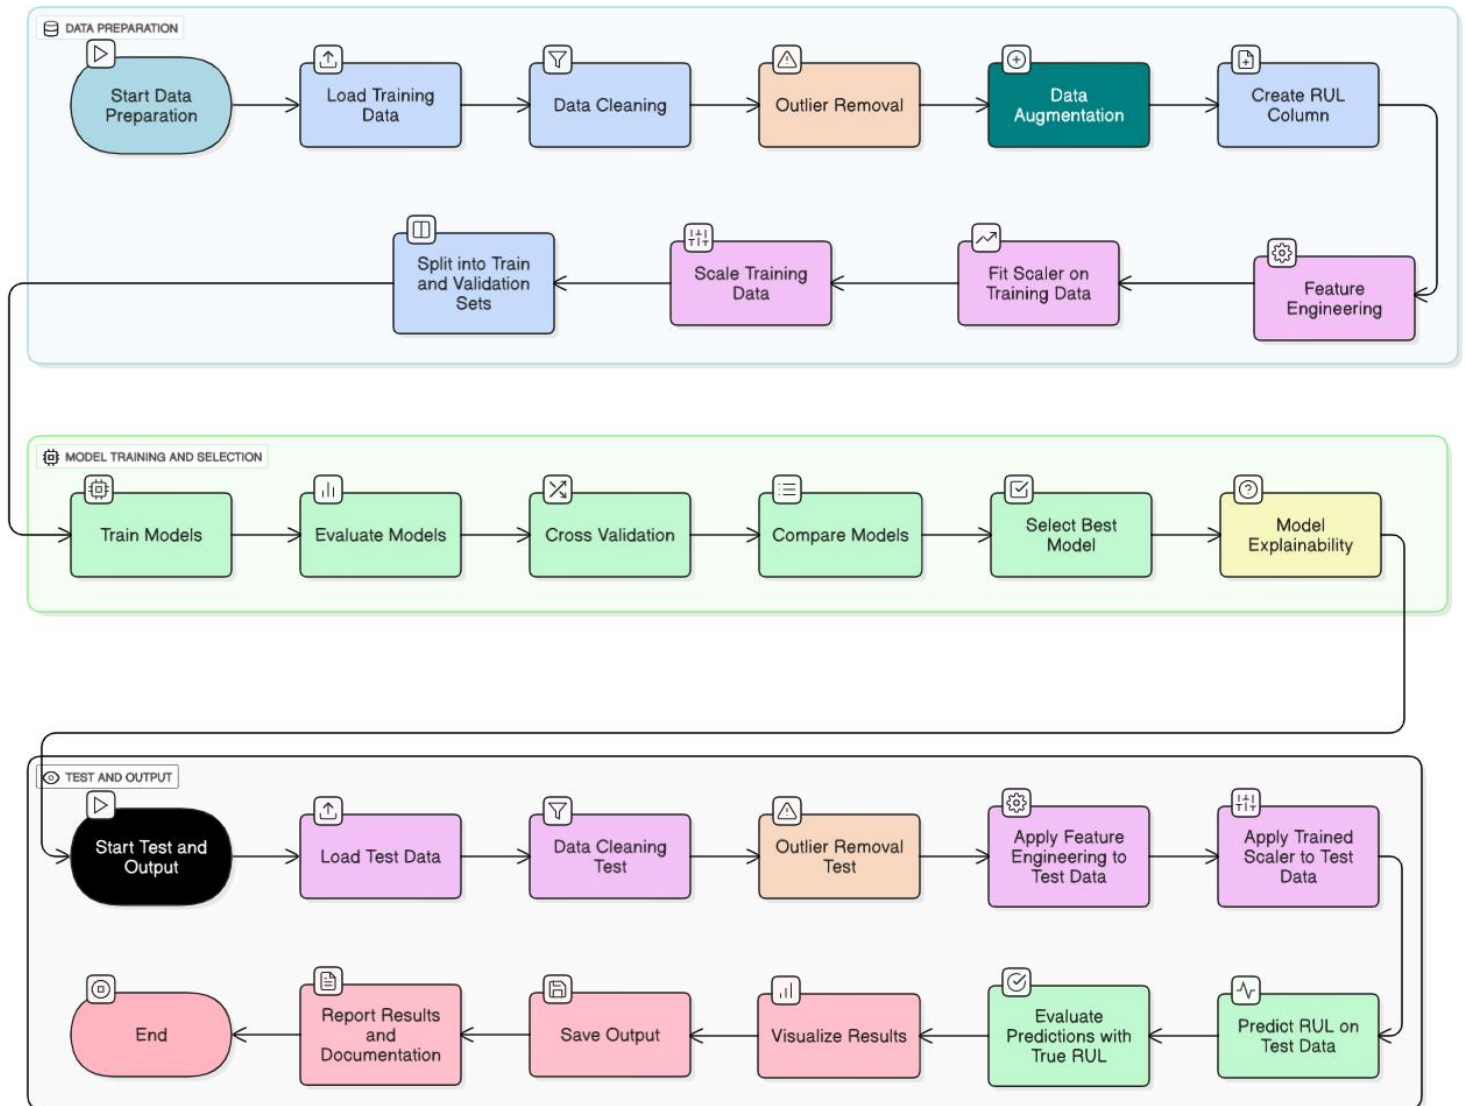 DATA PREPARATION
Start Data
Preparation
Load Training
Data
Data Cleaning
Outlier Removal
Data
Augmentation
Create RUL
Column
Split into Train
and Validation
Sets
Scale Training
Data
Fit Scaler on
Training Data
Feature
Engineering
MODEL TRAINING AND SELECTION
Train Models
Evaluate Models
Cross Validation
Compare Models
Select Best
Model
Model
Explainability
TEST AND OUTPUT
Start Test and
Output
Load Test Data
Data Cleaning
Test
Outlier Removal
Test
Apply Feature
Engineering to
Test Data
Apply Trained
Scaler to Test
Data
End
Report Results
and
Documentation
Save Output
Visualize Results
Evaluate
Predictions with
True RUL
Predict RUL on
Test Data